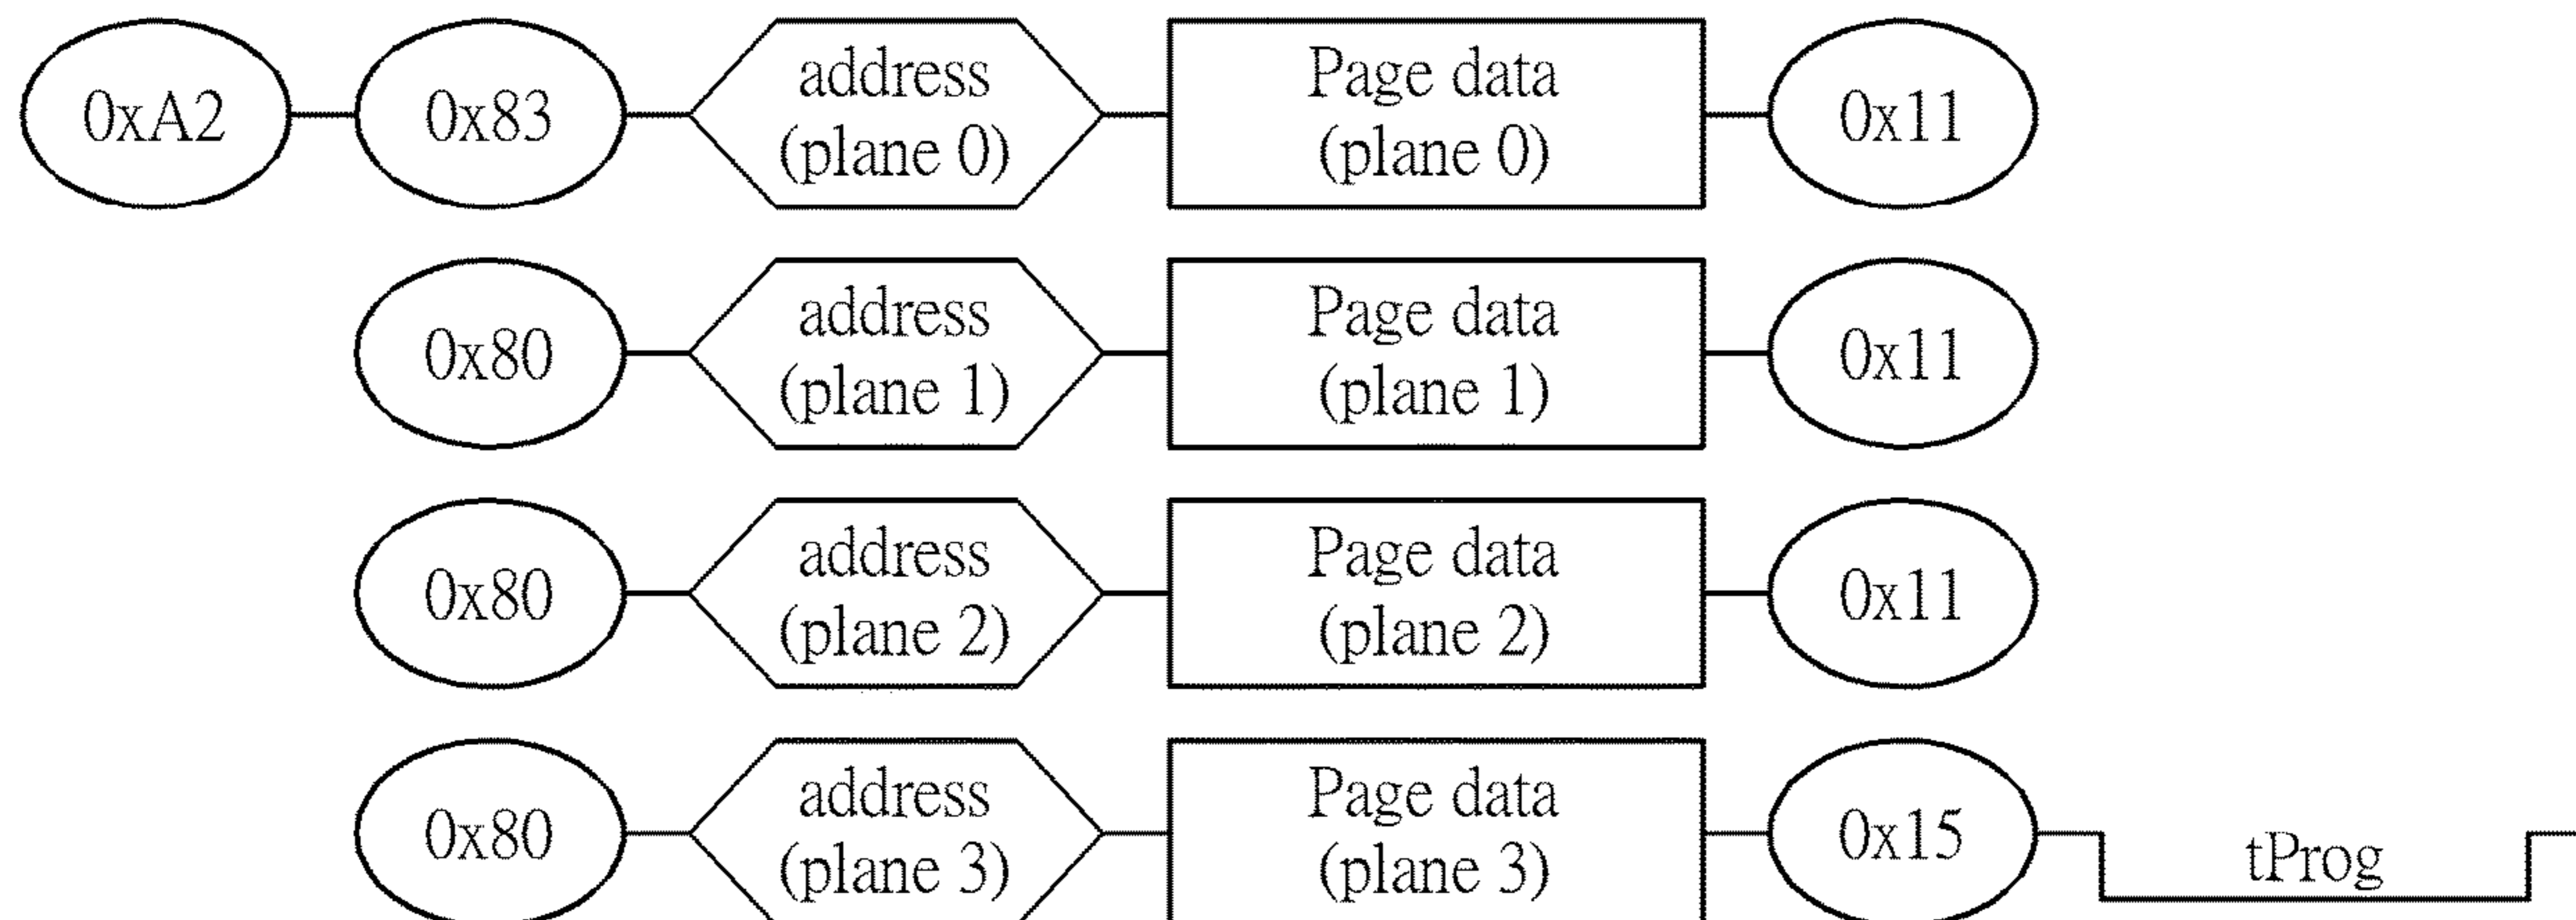 0xA2
0x83
address
(plane 0)
Page data
(plane 0)
0x11
0x80
address
(plane 1)
Page data
(plane 1)
0x11
0x80
address
(plane 2)
Page data
(plane 2)
0x11
0x80
address
(plane 3)
Page data
(plane 3)
0x15
tProg